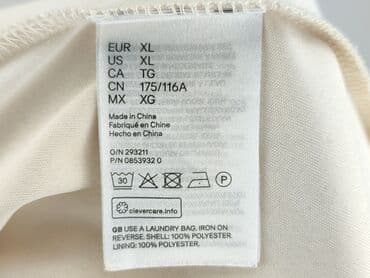 EUR XL
US XL
CA TG
CN 175/116A
MX XG
Made in China
Fabriqué en Chine
Hecho en China
O/N 293211
P/N 0853932 0
30 P
clevercare.info
GB USE A LAUNDRY BAG. IRON ON
REVERSE. SHELL: 100% POLYESTER.
LINING: 100% POLYESTER.